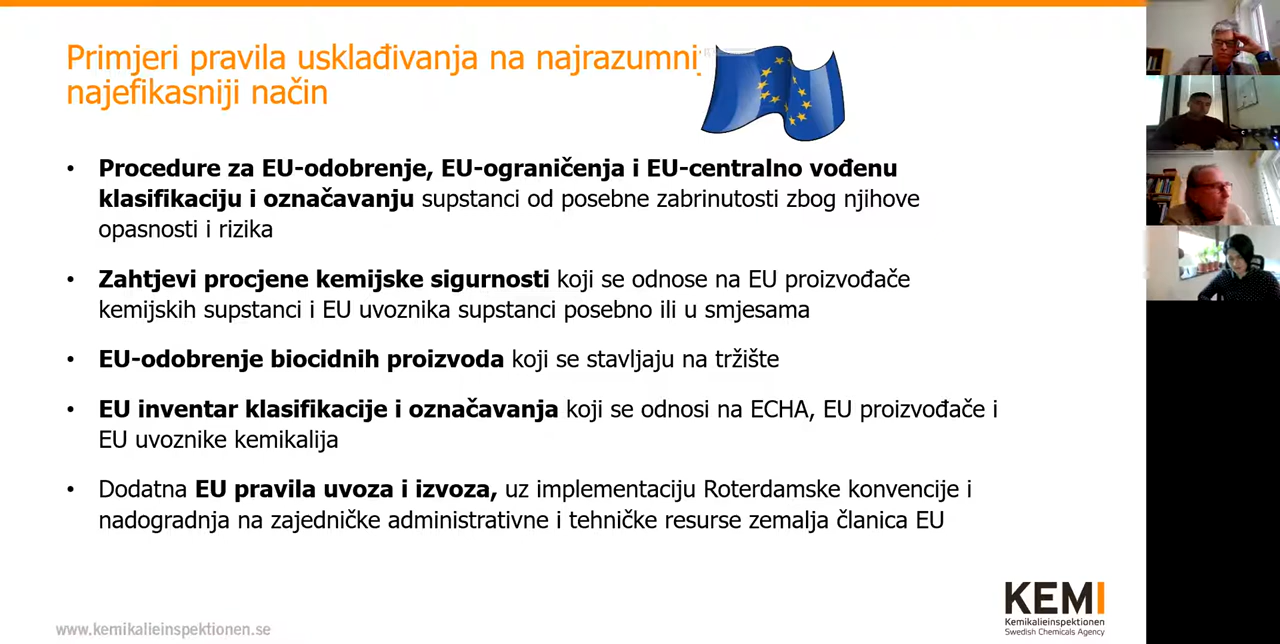 Primjeri pravila usklađivanja na najrazumni
najefikasniji način
• Procedure za EU-odobrenje, EU-ograničenja i EU-centralno vođenu
klasifikaciju i označavanju supstanci od posebne zabrinutosti zbog njihove
opasnosti i rizika
• Zahtjevi procjene kemijske sigurnosti koji se odnose na EU proizvođače
kemijskih supstanci i EU uvoznika supstanci posebno ili u smjesama
• EU-odobrenje biocidnih proizvoda koji se stavljaju na tržište
• EU inventar klasifikacije i označavanja koji se odnosi na ECHA, EU proizvođače i
EU uvoznike kemikalija
• Dodatna EU pravila uvoza i izvoza, uz implementaciju Roterdamske konvencije i
nadogradnja na zajedničke administrativne i tehničke resurse zemalja članica EU
KEMI
Kemikalieinspektionen
Swedish Chemicals Agency
www.kemikalieinspektionen.se